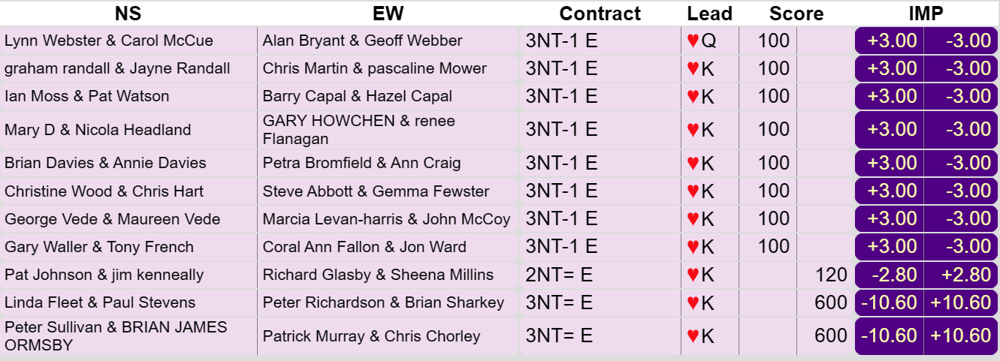 NS EW Contract Lead Score IMP
Lynn Webster & Carol McCue Alan Bryant & Geoff Webber 3NT-1 E ♥Q 100 +3.00 -3.00
graham randall & Jayne Randall Chris Martin & pascaline Mower 3NT-1 E ♥K 100 +3.00 -3.00
Ian Moss & Pat Watson Barry Capal & Hazel Capal 3NT-1 E ♥K 100 +3.00 -3.00
Mary D & Nicola Headland GARY HOWCHEN & renee 3NT-1 E ♥K 100 +3.00 -3.00
Flanagan
Brian Davies & Annie Davies Petra Bromfield & Ann Craig 3NT-1 E ♥K 100 +3.00 -3.00
Christine Wood & Chris Hart Steve Abbott & Gemma Fewster 3NT-1 E ♥K 100 +3.00 -3.00
George Vede & Maureen Vede Marcia Levan-harris & John McCoy 3NT-1 E ♥K 100 +3.00 -3.00
Gary Waller & Tony French Coral Ann Fallon & Jon Ward 3NT-1 E ♥K 100 +3.00 -3.00
Pat Johnson & jim kenneally Richard Glasby & Sheena Millins 2NT= E ♥K 120 -2.80 +2.80
Linda Fleet & Paul Stevens Peter Richardson & Brian Sharkey 3NT= E ♥K 600 -10.60 +10.60
Peter Sullivan & BRIAN JAMES
ORMSBY Patrick Murray & Chris Chorley 3NT= E ♥K 600 -10.60 +10.60